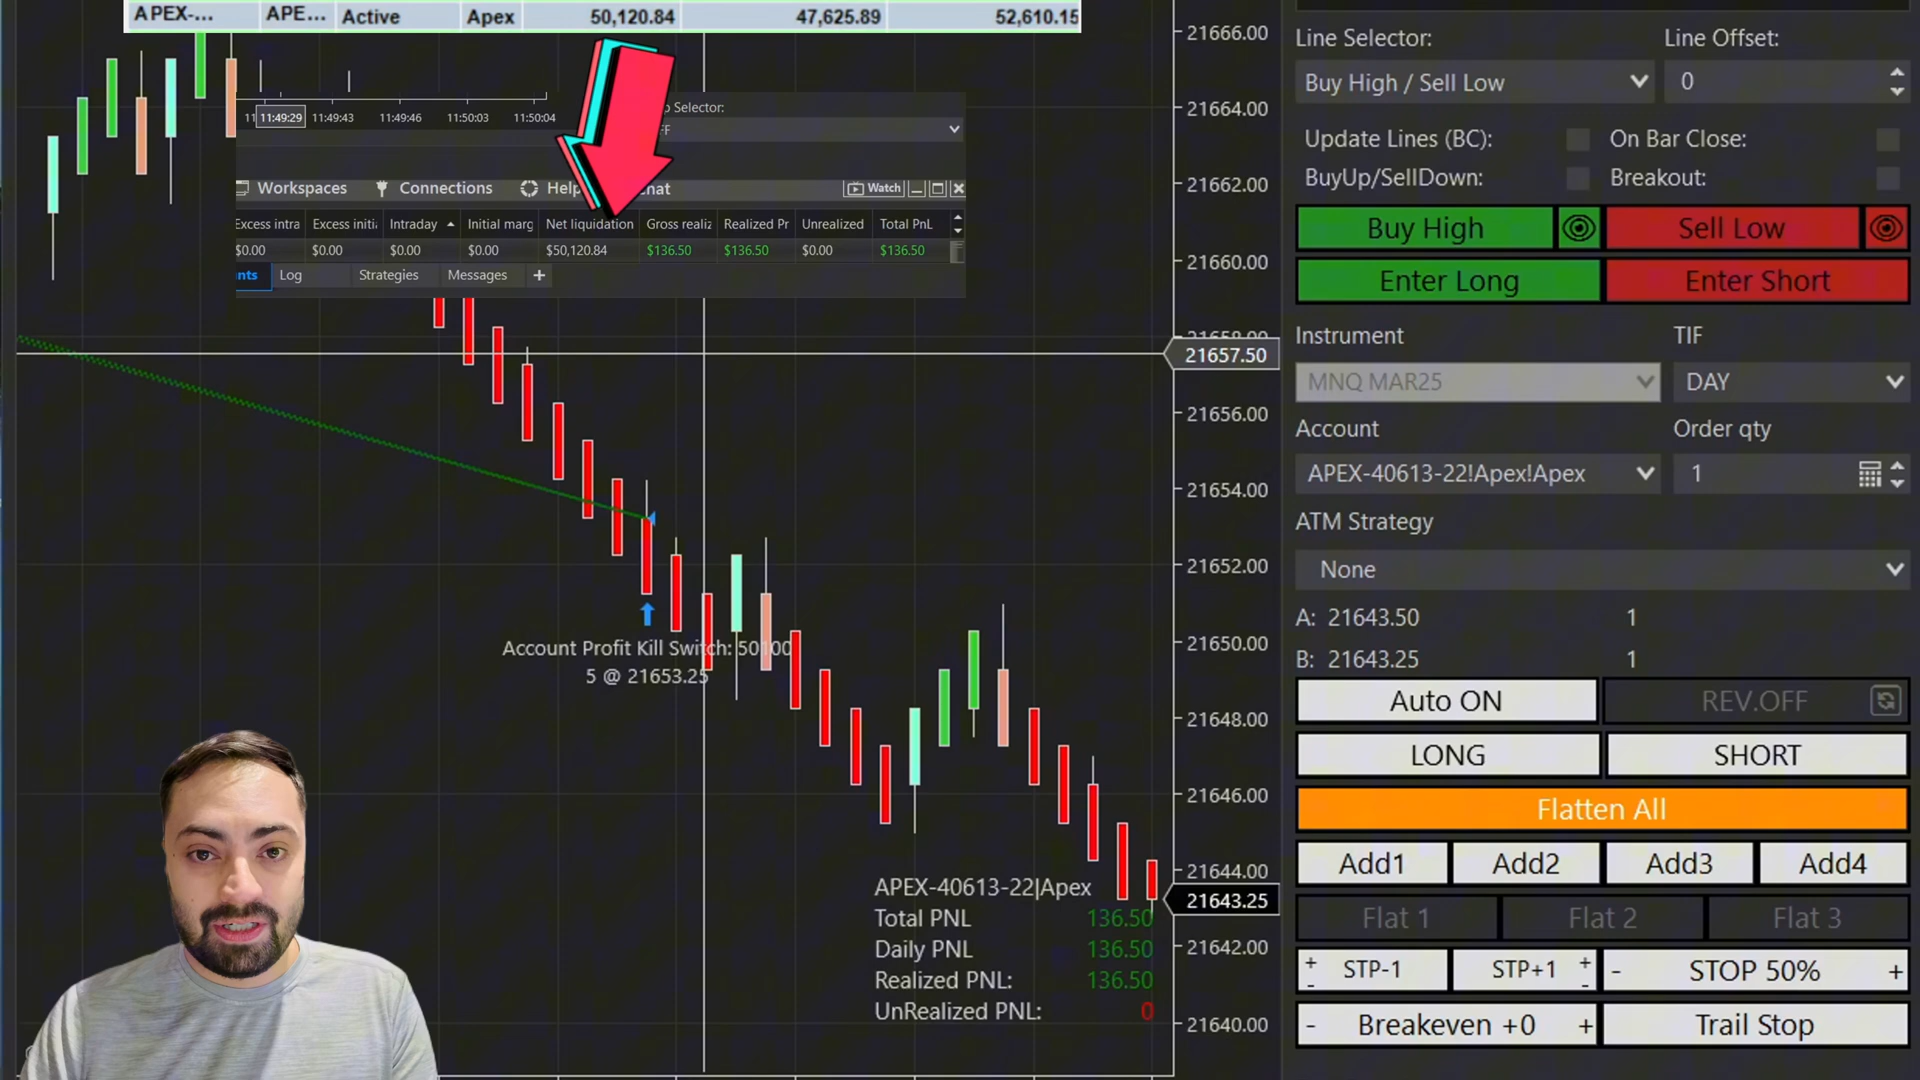 APEX-... APE... Active Apex 50,120.84 47,625.89 52,610.15
11:49:29 11:49:43 11:49:46 11:50:03 11:50:04
Selector:
Workspaces Connections Help Watch
Excess intra Excess initi Intraday Initial marg Net liquidation Gross realiz Realized Pr Unrealized Total PnL
$0.00 $0.00 $0.00 $0.00 $50,120.84 $136.50 $136.50 $0.00 $136.50
Log Strategies Messages +
Account Profit Kill Switch: 50100
5 @ 21653.25
APEX-40613-22|Apex
Total PNL 136.50
Daily PNL 136.50
Realized PNL: 136.50
UnRealized PNL: 0
21666.00
21664.00
21662.00
21660.00
21658.00
21657.50
21656.00
21654.00
21652.00
21650.00
21648.00
21646.00
21644.00
21643.25
21642.00
21640.00
Line Selector: Line Offset:
Buy High / Sell Low 0
Update Lines (BC): On Bar Close:
BuyUp/SellDown: Breakout:
Buy High Sell Low
Enter Long Enter Short
Instrument TIF
MNQ MAR25 DAY
Account Order qty
APEX-40613-22!Apex!Apex 1
ATM Strategy
None
A: 21643.50 1
B: 21643.25 1
Auto ON REV.OFF
LONG SHORT
Flatten All
Add1 Add2 Add3 Add4
Flat 1 Flat 2 Flat 3
+ - STP-1 STP+1 + - - STOP 50% +
- Breakeven +0 + Trail Stop